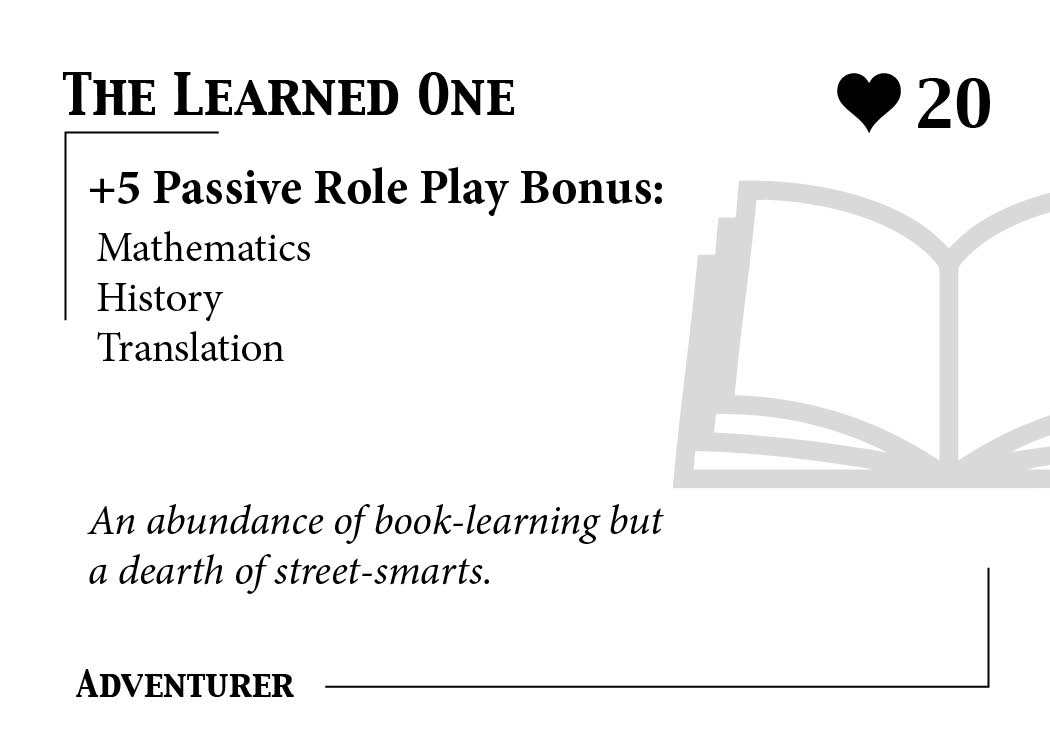 The Learned One
20
+5 Passive Role Play Bonus:
Mathematics
History
Translation
An abundance of book-learning but
a dearth of street-smarts.
Adventurer